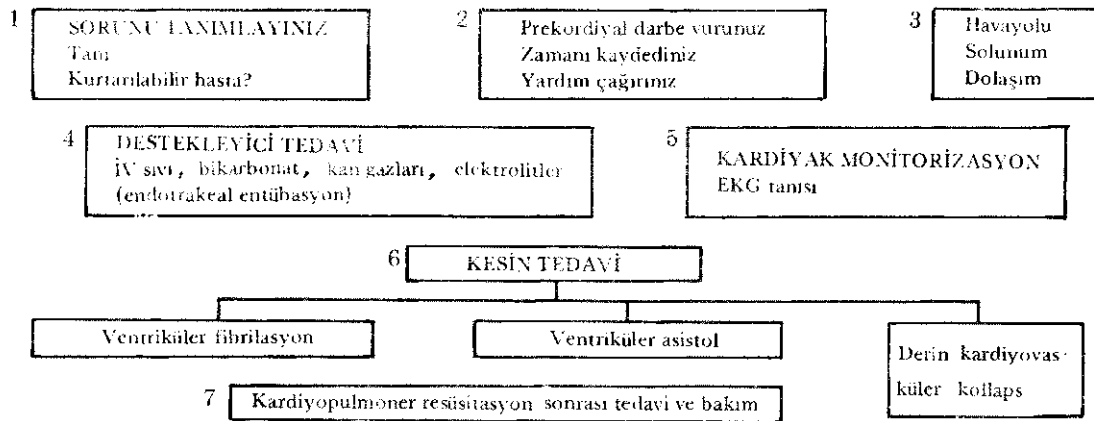 1 SORUNU TANIMLAYINIZ
Tanı
Kurtarılabilir hasta?
2 Prekordiyal darbe vurunuz
Zamanı kaydediniz
Yardım çağırınız
3 Havayolu
Solunum
Dolaşım
4 DESTEKLEYİCİ TEDAVİ
İV sıvı, bikarbonat, kan gazları, elektrolitler
(endotrakeal entübasyon)
5 KARDİYAK MONİTORİZASYON
EKG tanısı
6 KESİN TEDAVİ
Ventriküler fibrilasyon
Ventriküler asistol
Derin kardiyovas-
küler kollaps
7 Kardiyopulmoner resüsitasyon sonrası tedavi ve bakım